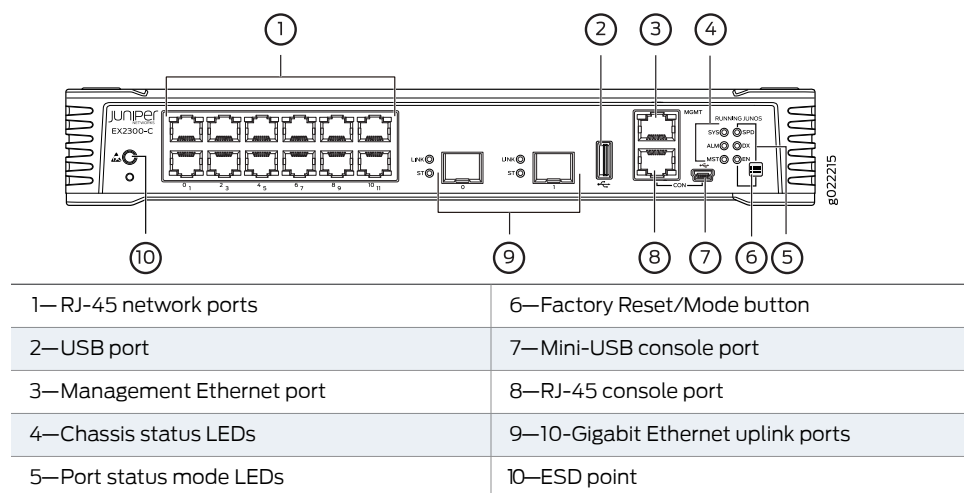 1 2 3 4
JUNIPER
NETWORKS
EX2300-C
MGMT
RUNNING JUNOS
SYS SPD
ALM DX
MST EN
LINK
ST
LINK
ST
CON
0 1 2 3 4 5 6 7 8 9 10 11
0
1
g022215
10 9 8 7 6 5
1—RJ-45 network ports
6—Factory Reset/Mode button
2—USB port
7—Mini-USB console port
3—Management Ethernet port
8—RJ-45 console port
4—Chassis status LEDs
9—10-Gigabit Ethernet uplink ports
5—Port status mode LEDs
10—ESD point